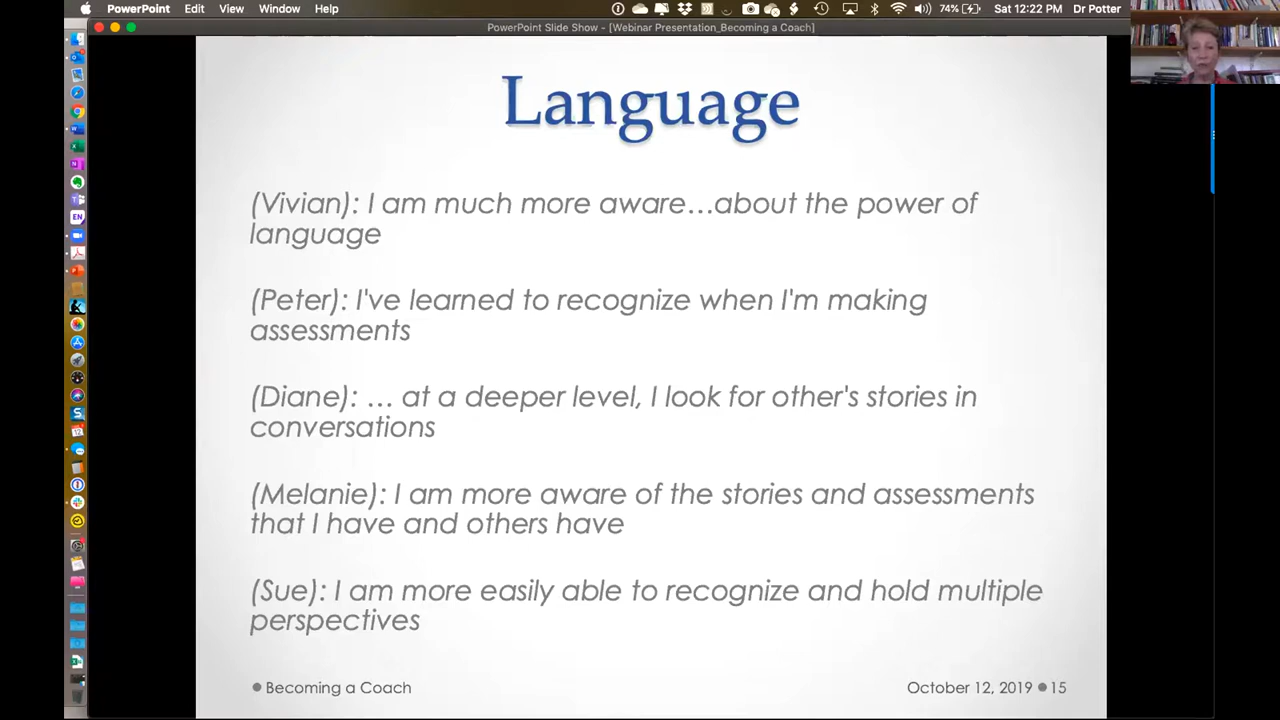 PowerPoint Edit View Window Help 74% Sat 12:22 PM Dr Potter
PowerPoint Slide Show - [Webinar Presentation_Becoming a Coach]
Language
(Vivian): I am much more aware…about the power of
language
(Peter): I've learned to recognize when I'm making
assessments
(Diane): … at a deeper level, I look for other's stories in
conversations
(Melanie): I am more aware of the stories and assessments
that I have and others have
(Sue): I am more easily able to recognize and hold multiple
perspectives
Becoming a Coach October 12, 2019 15